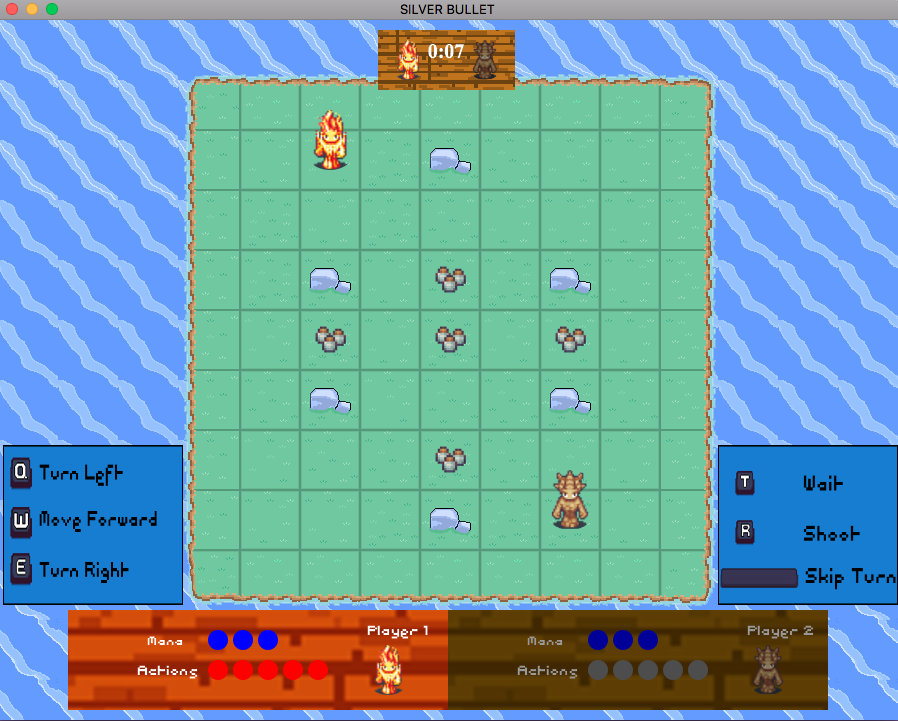 SILVER BULLET
0:07
Q Turn Left
W Move Forward
E Turn Right
T Wait
R Shoot
Skip Turn
Player 1
Mana
Actions
Player 2
Mana
Actions